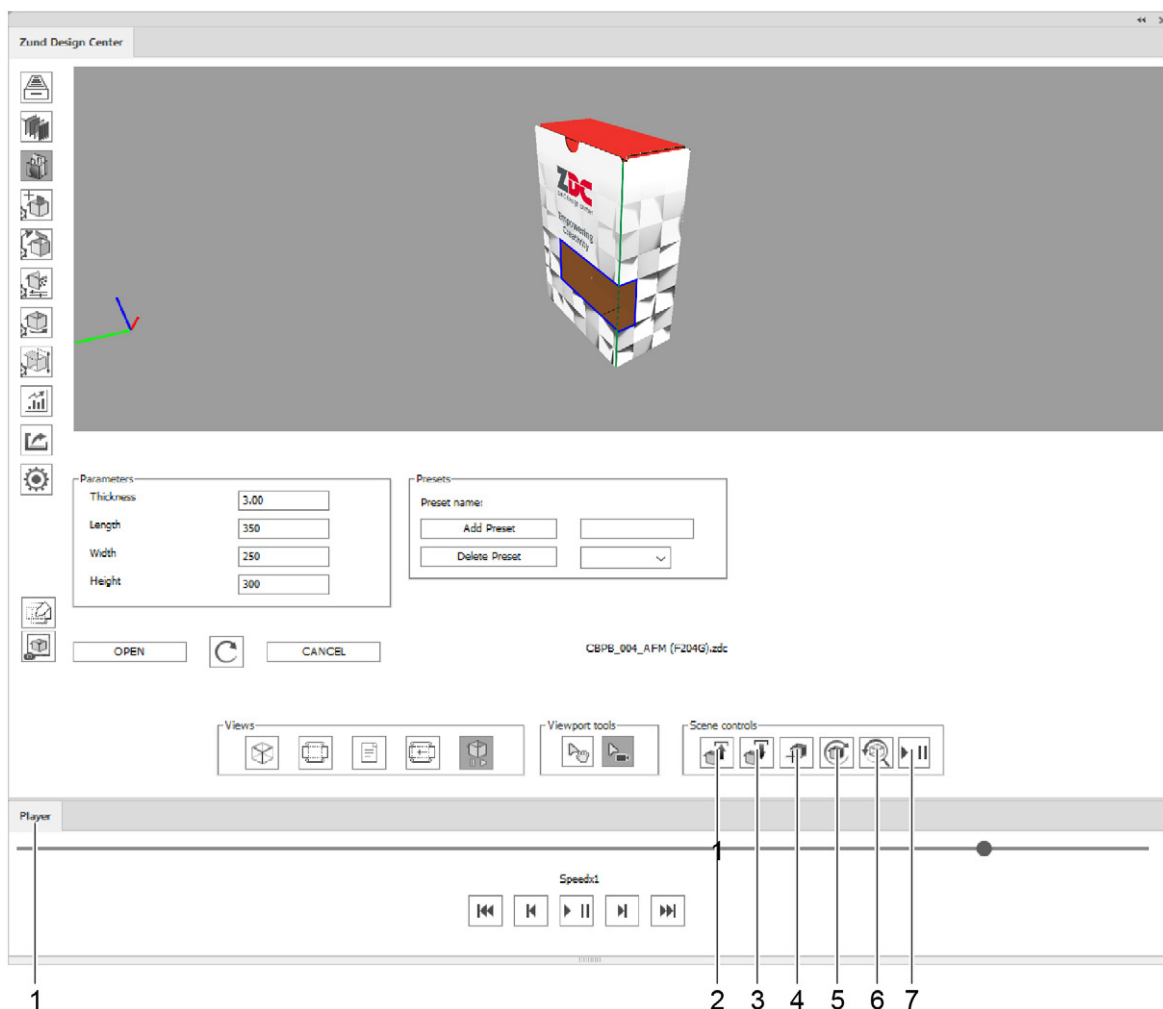 Zund Design Center
ZDC
Empowering
Creativity
Parameters
Thickness
3.00
Length
350
Width
250
Height
300
Presets
Preset name:
Add Preset
Delete Preset
OPEN
CANCEL
CBPB_004_AFM (F204G).zdc
Views
Viewport tools
Scene controls
Player
1
Speedx1
1 2 3 4 5 6 7